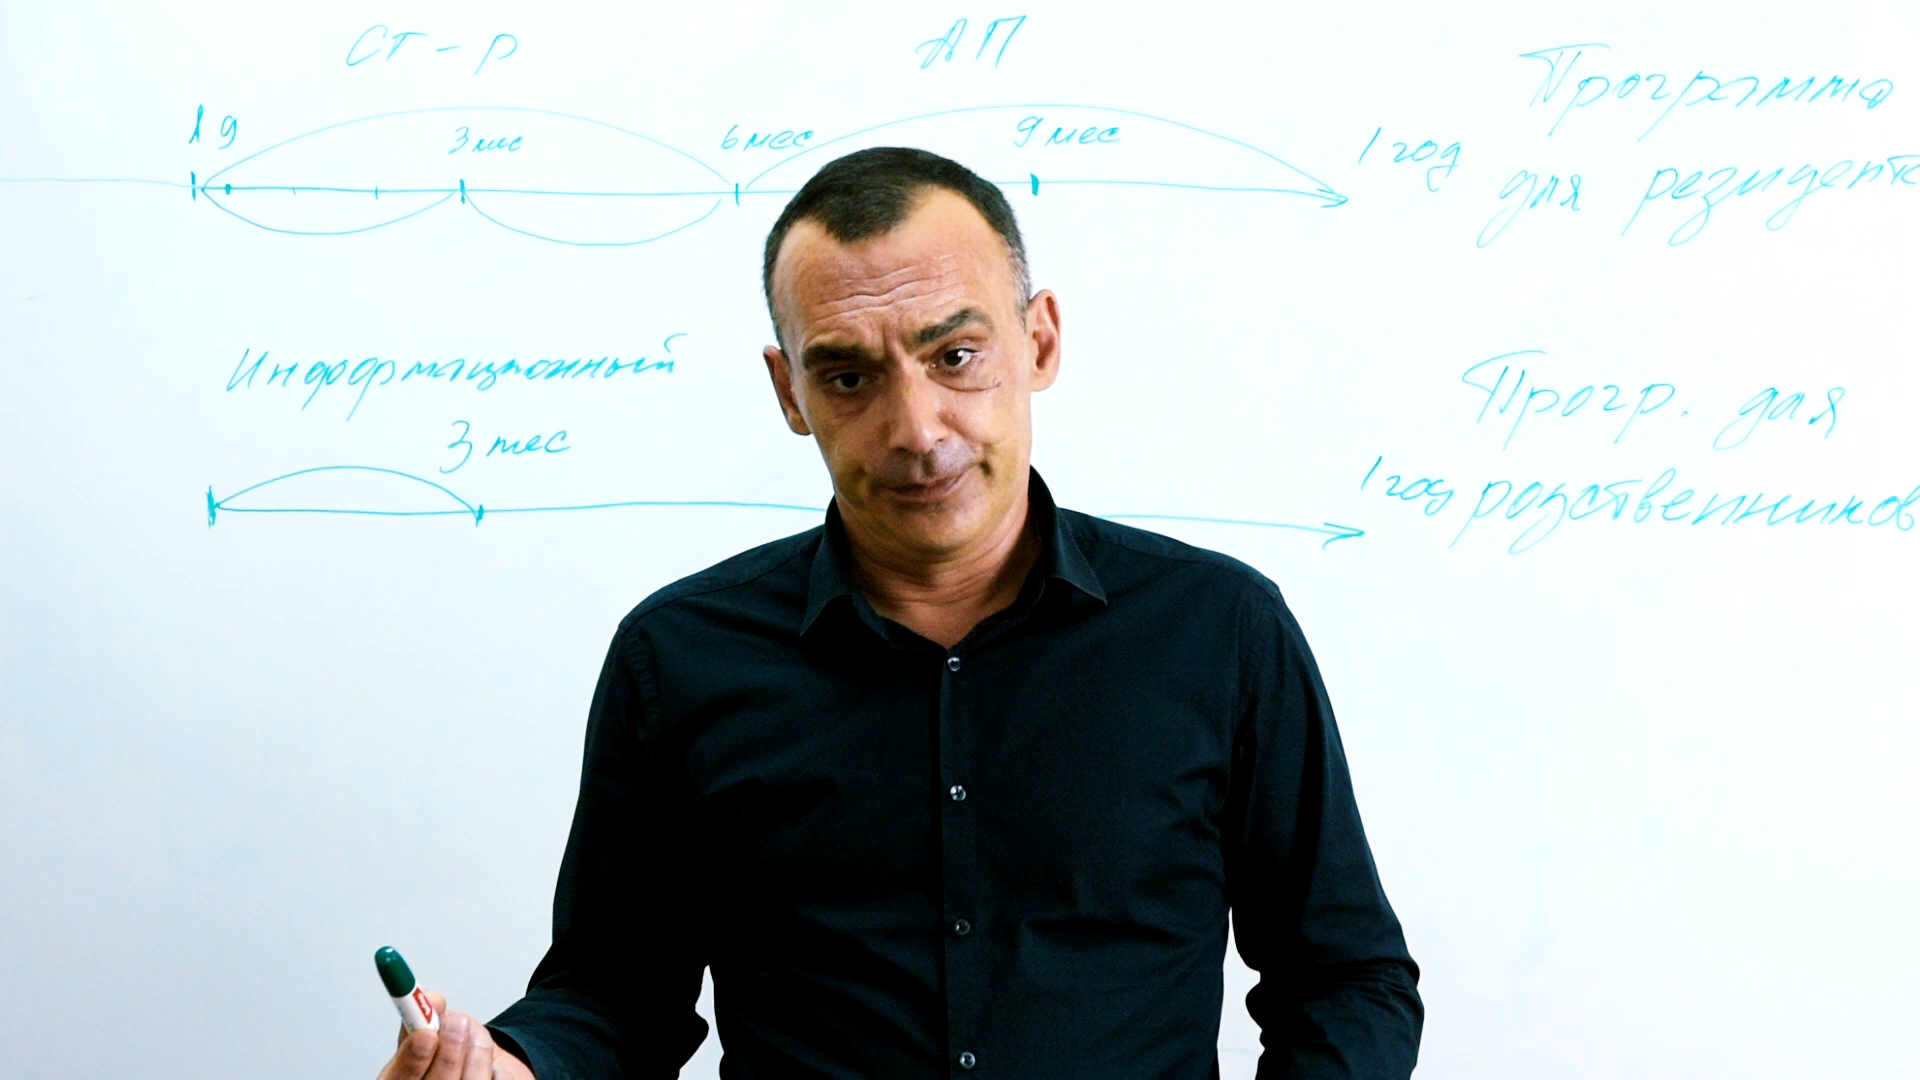 Ст-р
АП
1 д
3 мес
6 мес
9 мес
1 год
Программа
для резидента
Информационный
3 мес
1 год
Прогр. для
родственников